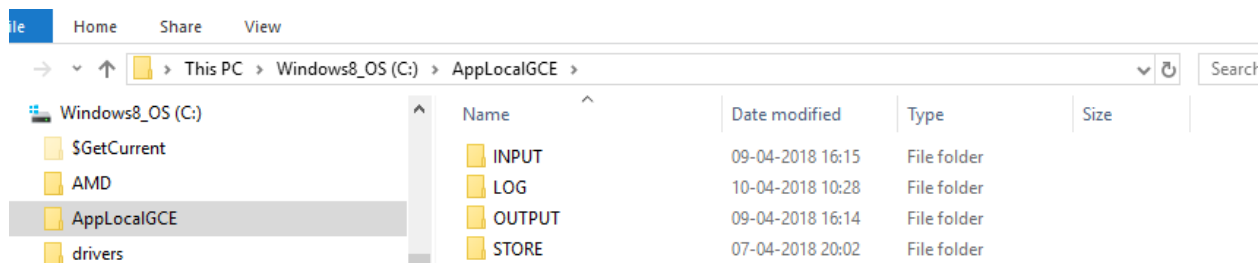 ile Home Share View
This PC > Windows8_OS (C:) > AppLocalGCE > Search
Windows8_OS (C:) Name Date modified Type Size
$GetCurrent INPUT 09-04-2018 16:15 File folder
AMD LOG 10-04-2018 10:28 File folder
AppLocalGCE OUTPUT 09-04-2018 16:14 File folder
drivers STORE 07-04-2018 20:02 File folder